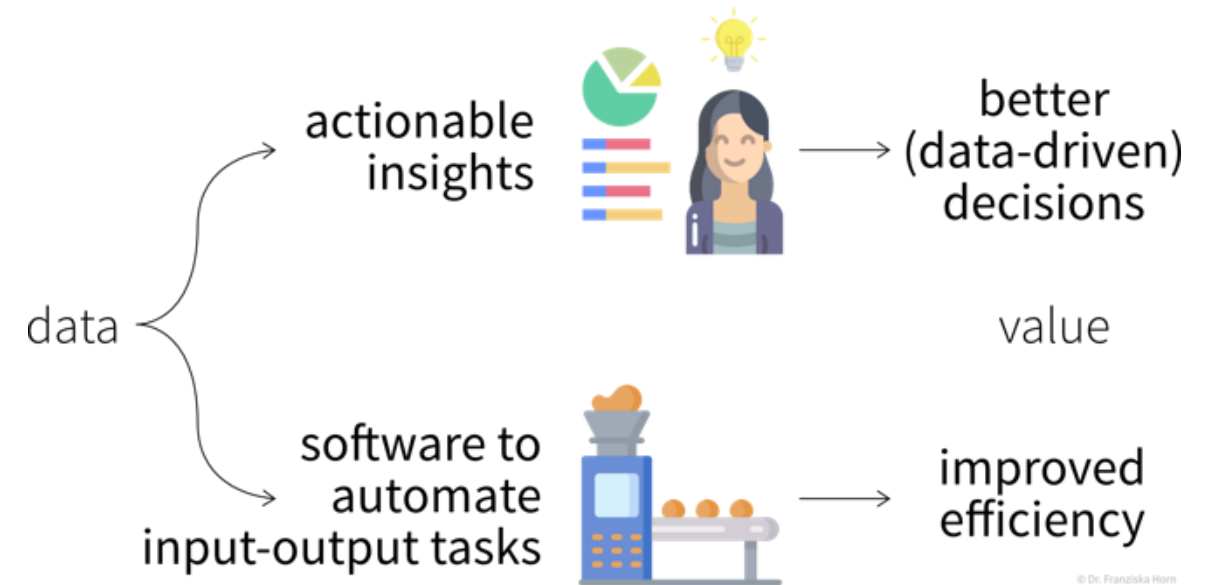 actionable
insights
better
(data-driven)
decisions
data
value
software to
automate
input-output tasks
improved
efficiency
© Dr. Franziska Horn